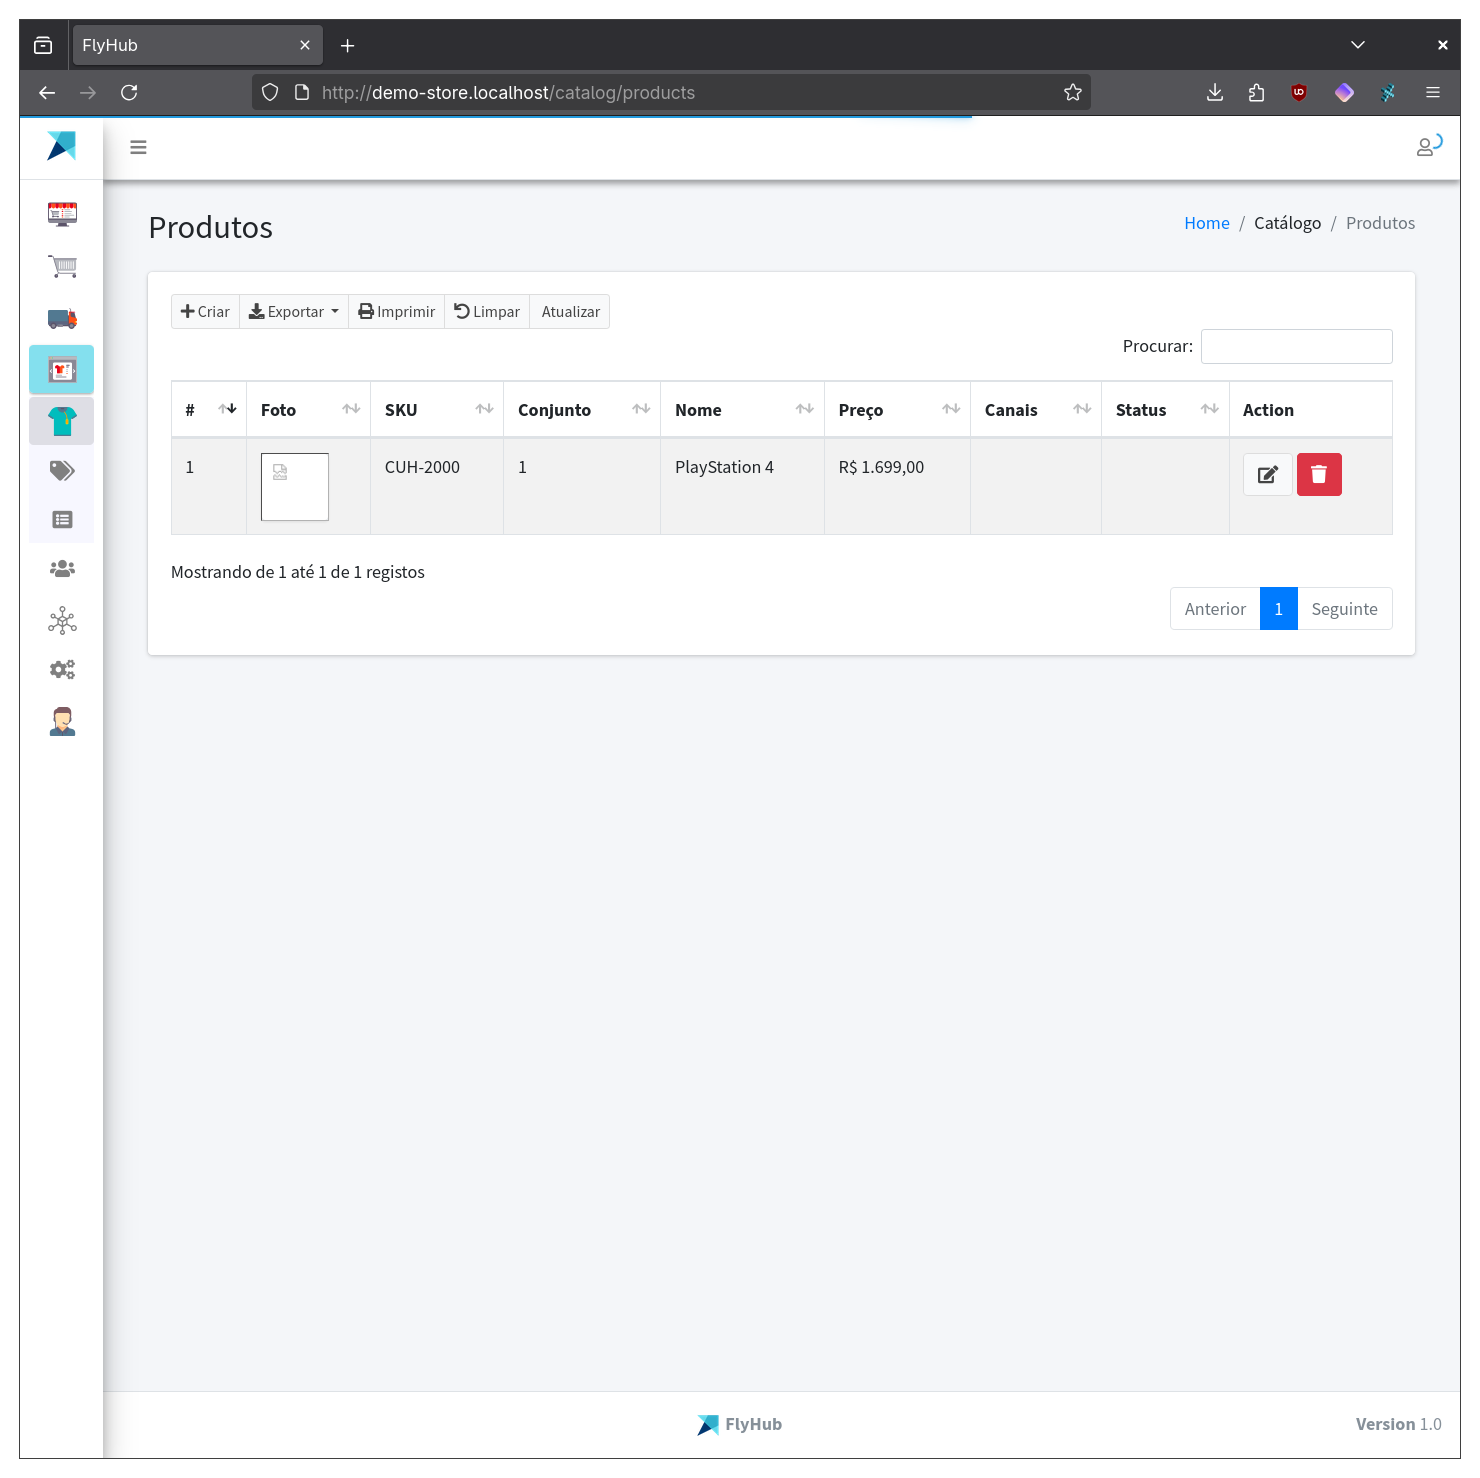 FlyHub
http://demo-store.localhost/catalog/products
Produtos
Home / Catálogo / Produtos
Criar Exportar Imprimir Limpar Atualizar
Procurar:
# Foto SKU Conjunto Nome Preço Canais Status Action
1 CUH-2000 1 PlayStation 4 R$ 1.699,00
Mostrando de 1 até 1 de 1 registos
Anterior 1 Seguinte
FlyHub
Version 1.0